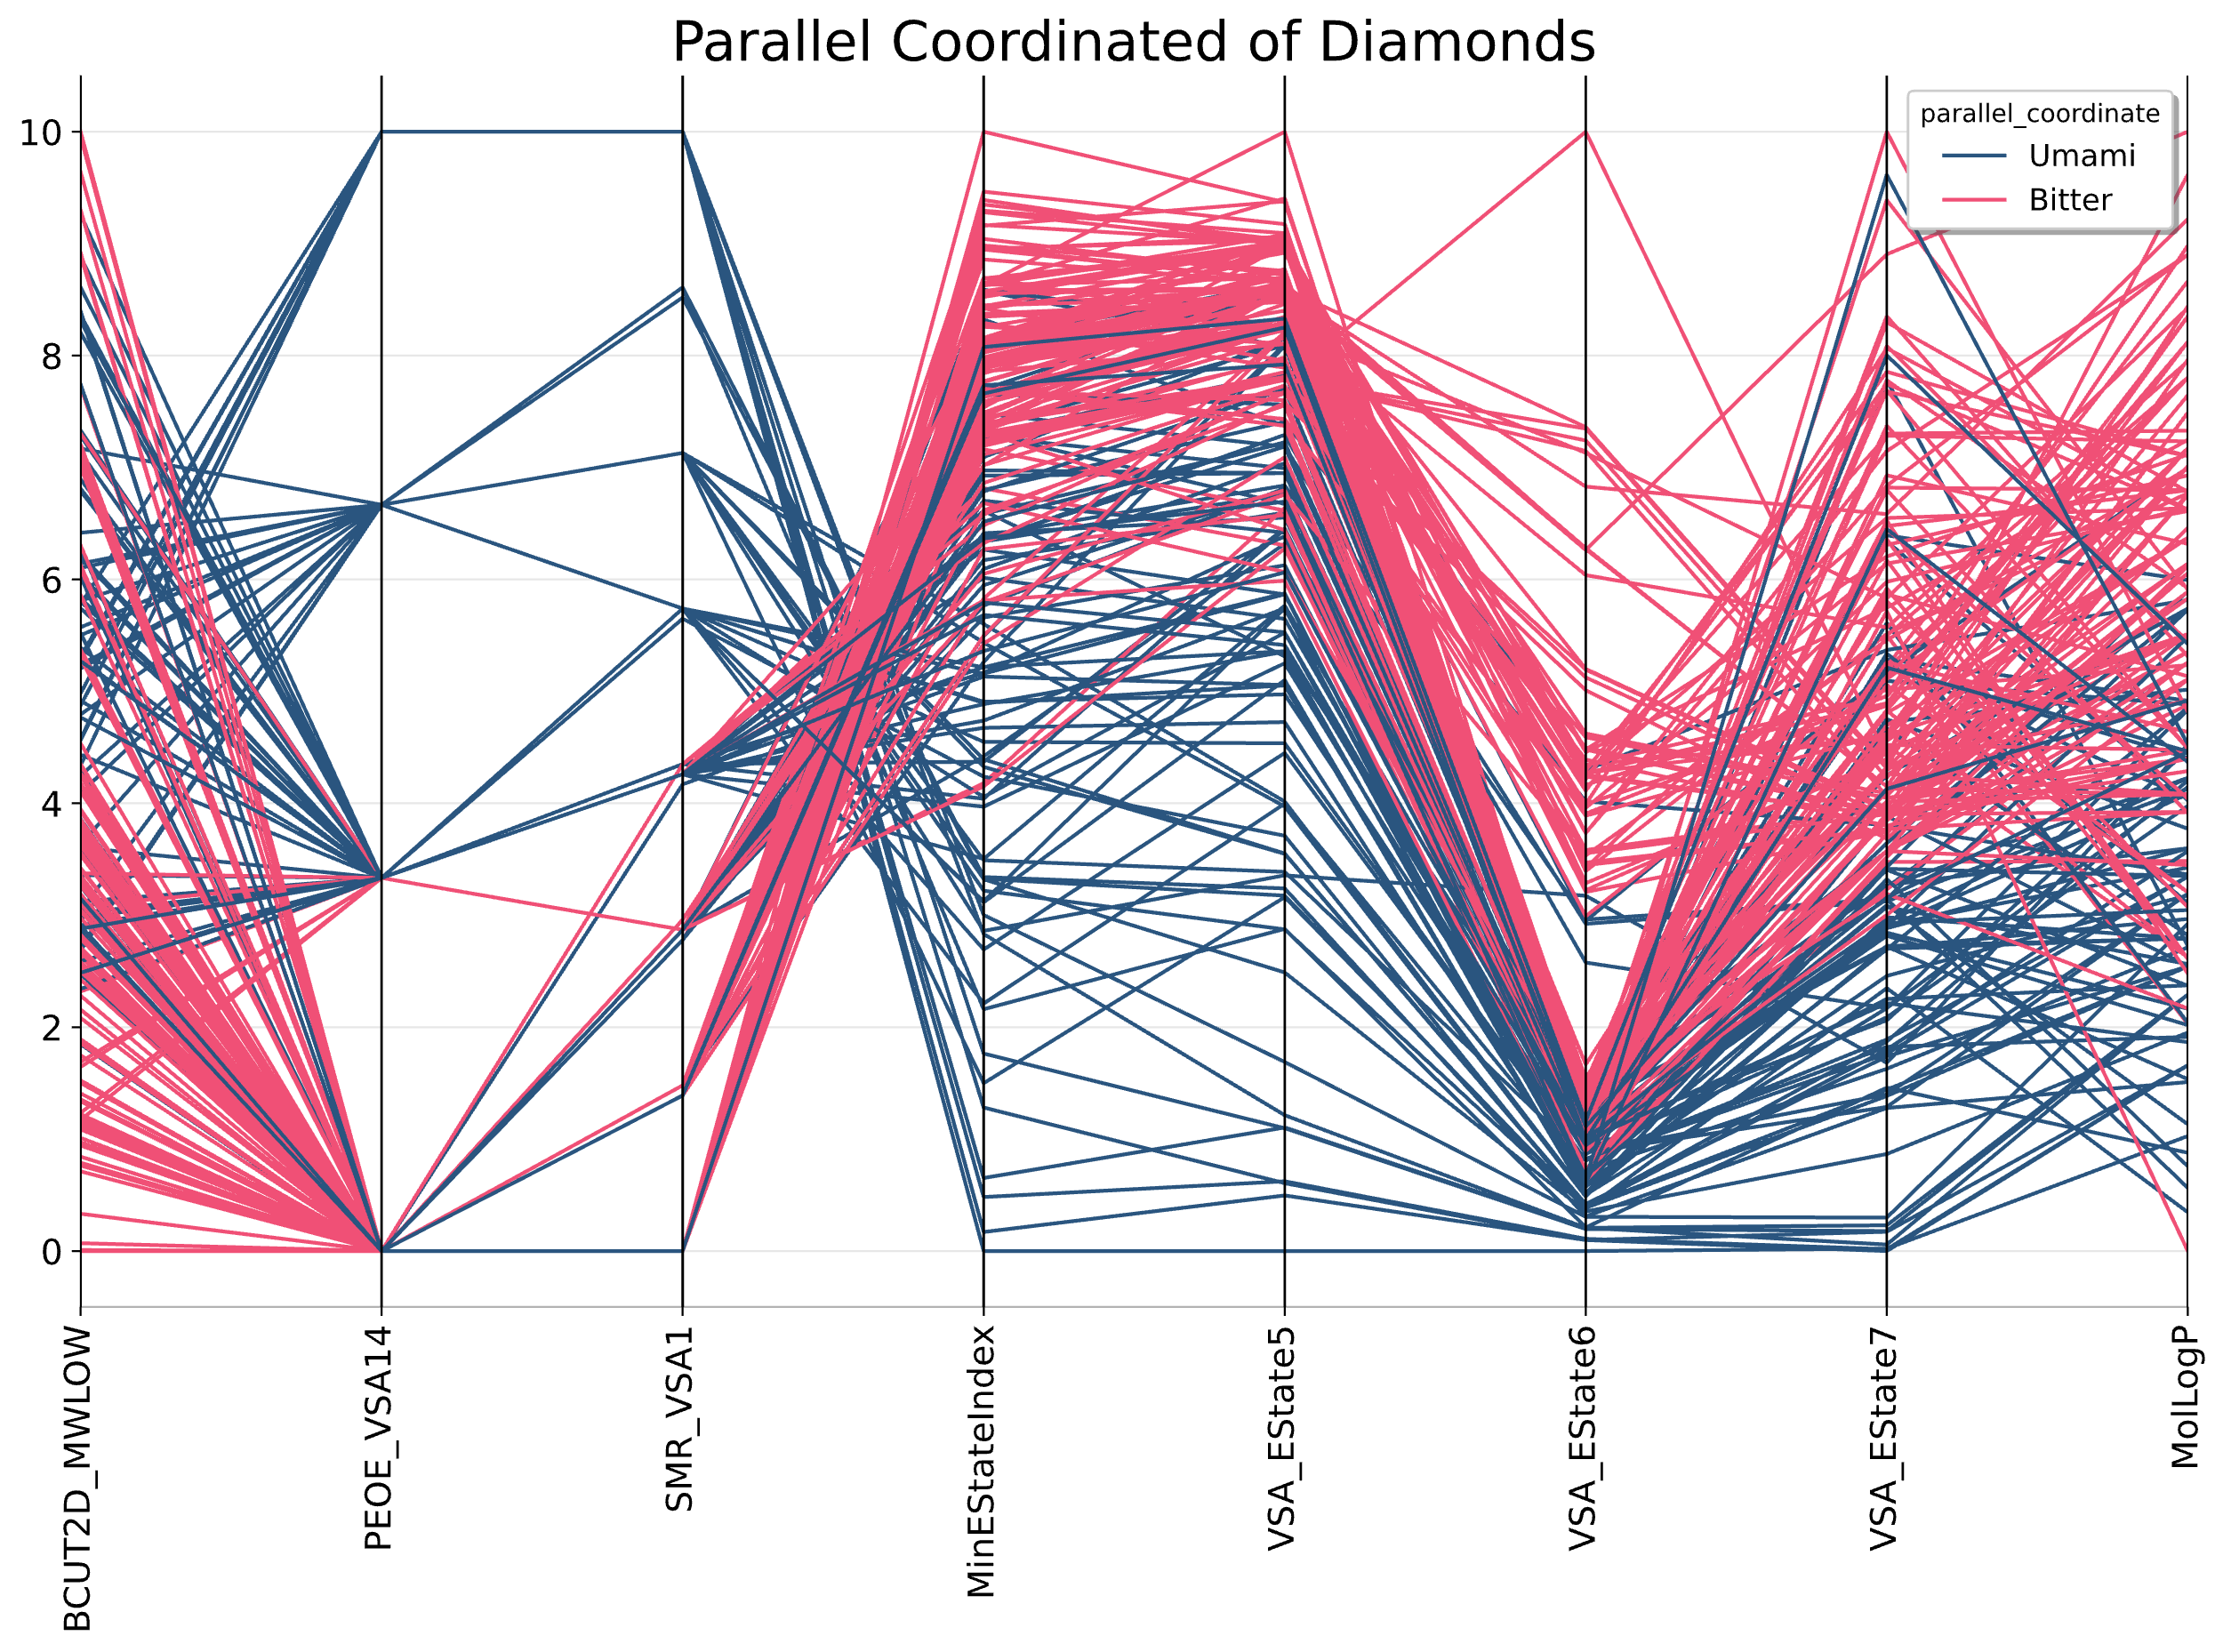 Parallel Coordinated of Diamonds
parallel_coordinate
Umami
Bitter
10
8
6
4
2
0
BCUT2D_MWLOW
PEOE_VSA14
SMR_VSA1
MinEStateIndex
VSA_EState5
VSA_EState6
VSA_EState7
MolLogP